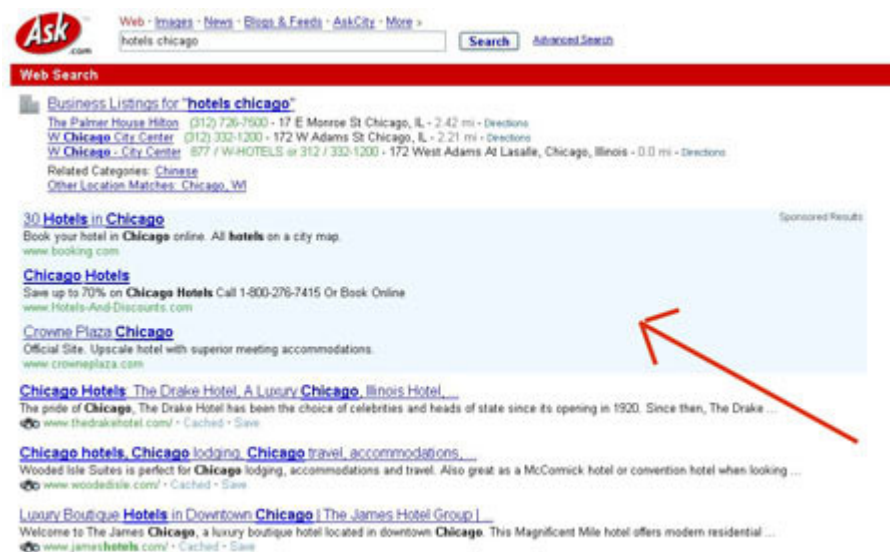 Ask.com
Web · Images · News · Blogs & Feeds · AskCity · More »
hotels chicago Search Advanced Search
Web Search
Business Listings for "hotels chicago"
The Palmer House Hilton (312) 726-7500 - 17 E Monroe St Chicago, IL - 2.42 mi - Directions
W Chicago City Center (312) 332-1200 - 172 W Adams St Chicago, IL - 2.21 mi - Directions
W Chicago - City Center 877 / W-HOTELS or 312 / 332-1200 - 172 West Adams At Lasalle, Chicago, Illinois - 0.0 mi - Directions
Related Categories: Chinese
Other Location Matches: Chicago, WI
30 Hotels in Chicago Sponsored Results
Book your hotel in Chicago online. All hotels on a city map.
www.booking.com
Chicago Hotels
Save up to 70% on Chicago Hotels Call 1-800-276-7415 Or Book Online
www.Hotels-And-Discounts.com
Crowne Plaza Chicago
Official Site. Upscale hotel with superior meeting accommodations.
www.crowneplaza.com
Chicago Hotels: The Drake Hotel, A Luxury Chicago, Illinois Hotel, ...
The pride of Chicago, The Drake Hotel has been the choice of celebrities and heads of state since its opening in 1920. Since then, The Drake ...
www.thedrakehotel.com/ · Cached · Save
Chicago hotels, Chicago lodging, Chicago travel, accommodations, ...
Wooded Isle Suites is perfect for Chicago lodging, accommodations and travel. Also great as a McCormick hotel or convention hotel when looking ...
www.woodedisle.com/ · Cached · Save
Luxury Boutique Hotels in Downtown Chicago | The James Hotel Group | ...
Welcome to The James Chicago, a luxury boutique hotel located in downtown Chicago. This Magnificent Mile hotel offers modern residential ...
www.jameshotels.com/ · Cached · Save